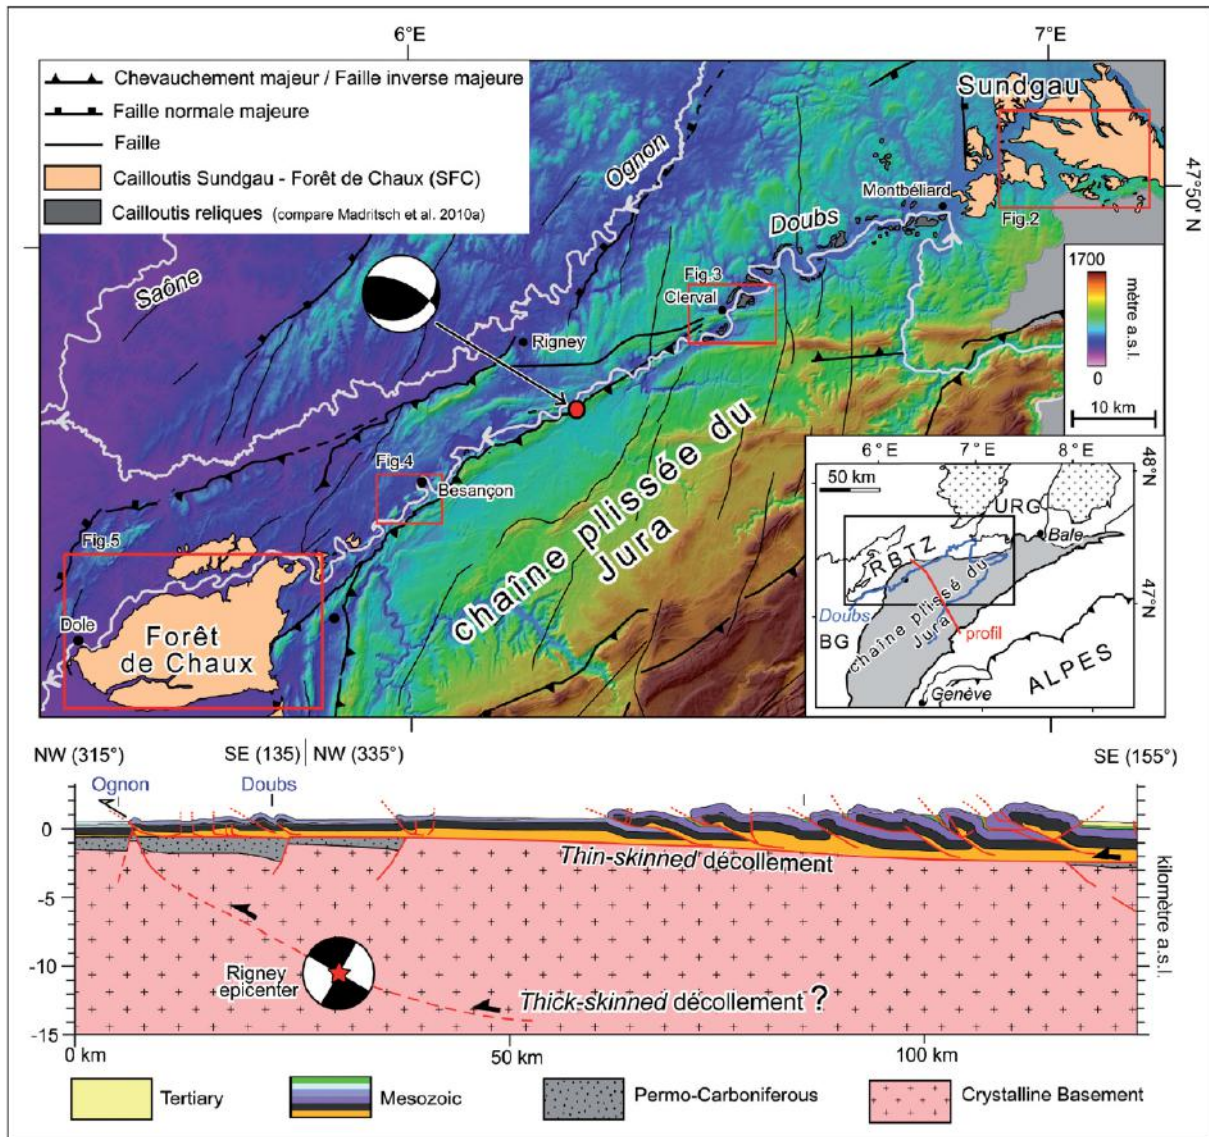 6°E
7°E
Chevauchement majeur / Faille inverse majeure
Faille normale majeure
Faille
Cailloutis Sundgau - Forêt de Chaux (SFC)
Cailloutis reliques (compare Madritsch et al. 2010a)
Sundgau
47°50' N
Ognon
Montbéliard
Doubs
Fig.2
Saône
Fig.3
Clerval
1700
mètre a.s.l.
0
10 km
Rigney
chaîne plissée du
Jura
Fig.4
Besançon
Fig.5
Dole
Forêt
de Chaux
6 °E
7 °E
8 °E
48°N
50 km
URG
Bale
RBTZ
47°N
Doubs
chaîne plissé du
Jura
profil
BG
ALPES
Genève
NW (315°)
SE (135)
NW (335°)
SE (155°)
Ognon
Doubs
0
Thin-skinned décollement
-5
kilomètre a.s.l.
-10
Rigney
epicenter
Thick-skinned décollement ?
-15
0 km
50 km
100 km
Tertiary
Mesozoic
Permo-Carboniferous
Crystalline Basement